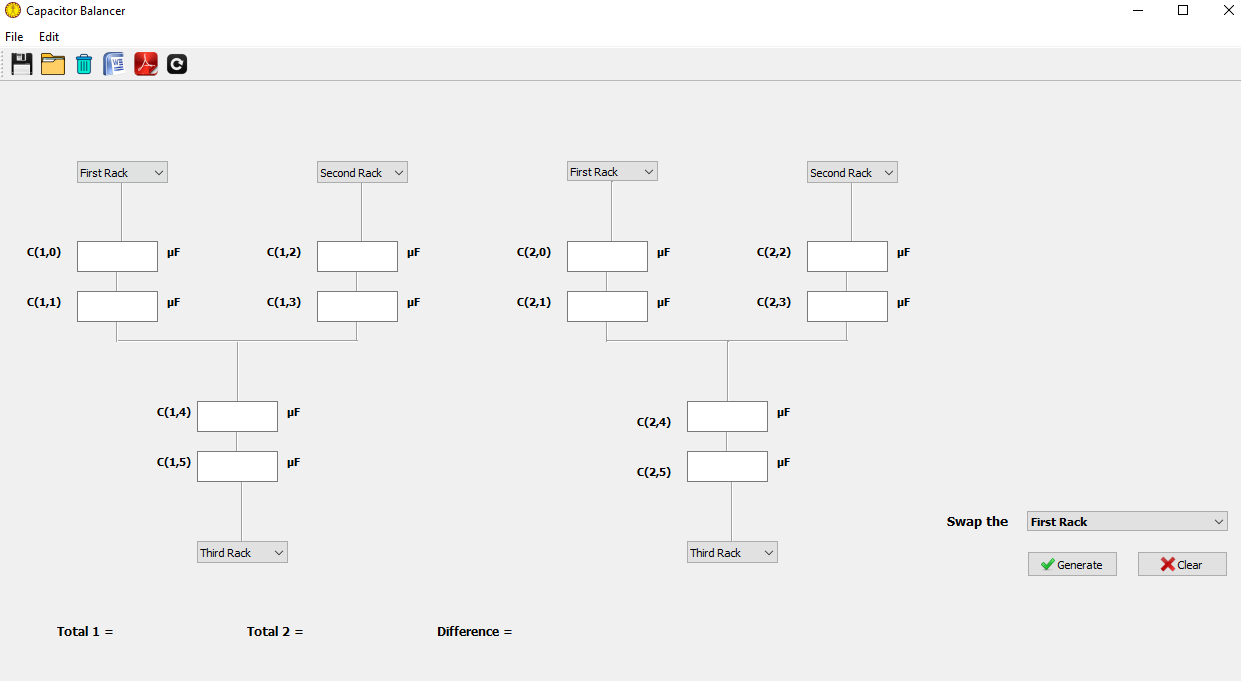 Capacitor Balancer
File Edit
First Rack Second Rack First Rack Second Rack
C(1,0) µF C(1,2) µF C(2,0) µF C(2,2) µF
C(1,1) µF C(1,3) µF C(2,1) µF C(2,3) µF
C(1,4) µF C(2,4) µF
C(1,5) µF C(2,5) µF
Swap the First Rack
Third Rack Third Rack
Generate Clear
Total 1 = Total 2 = Difference =